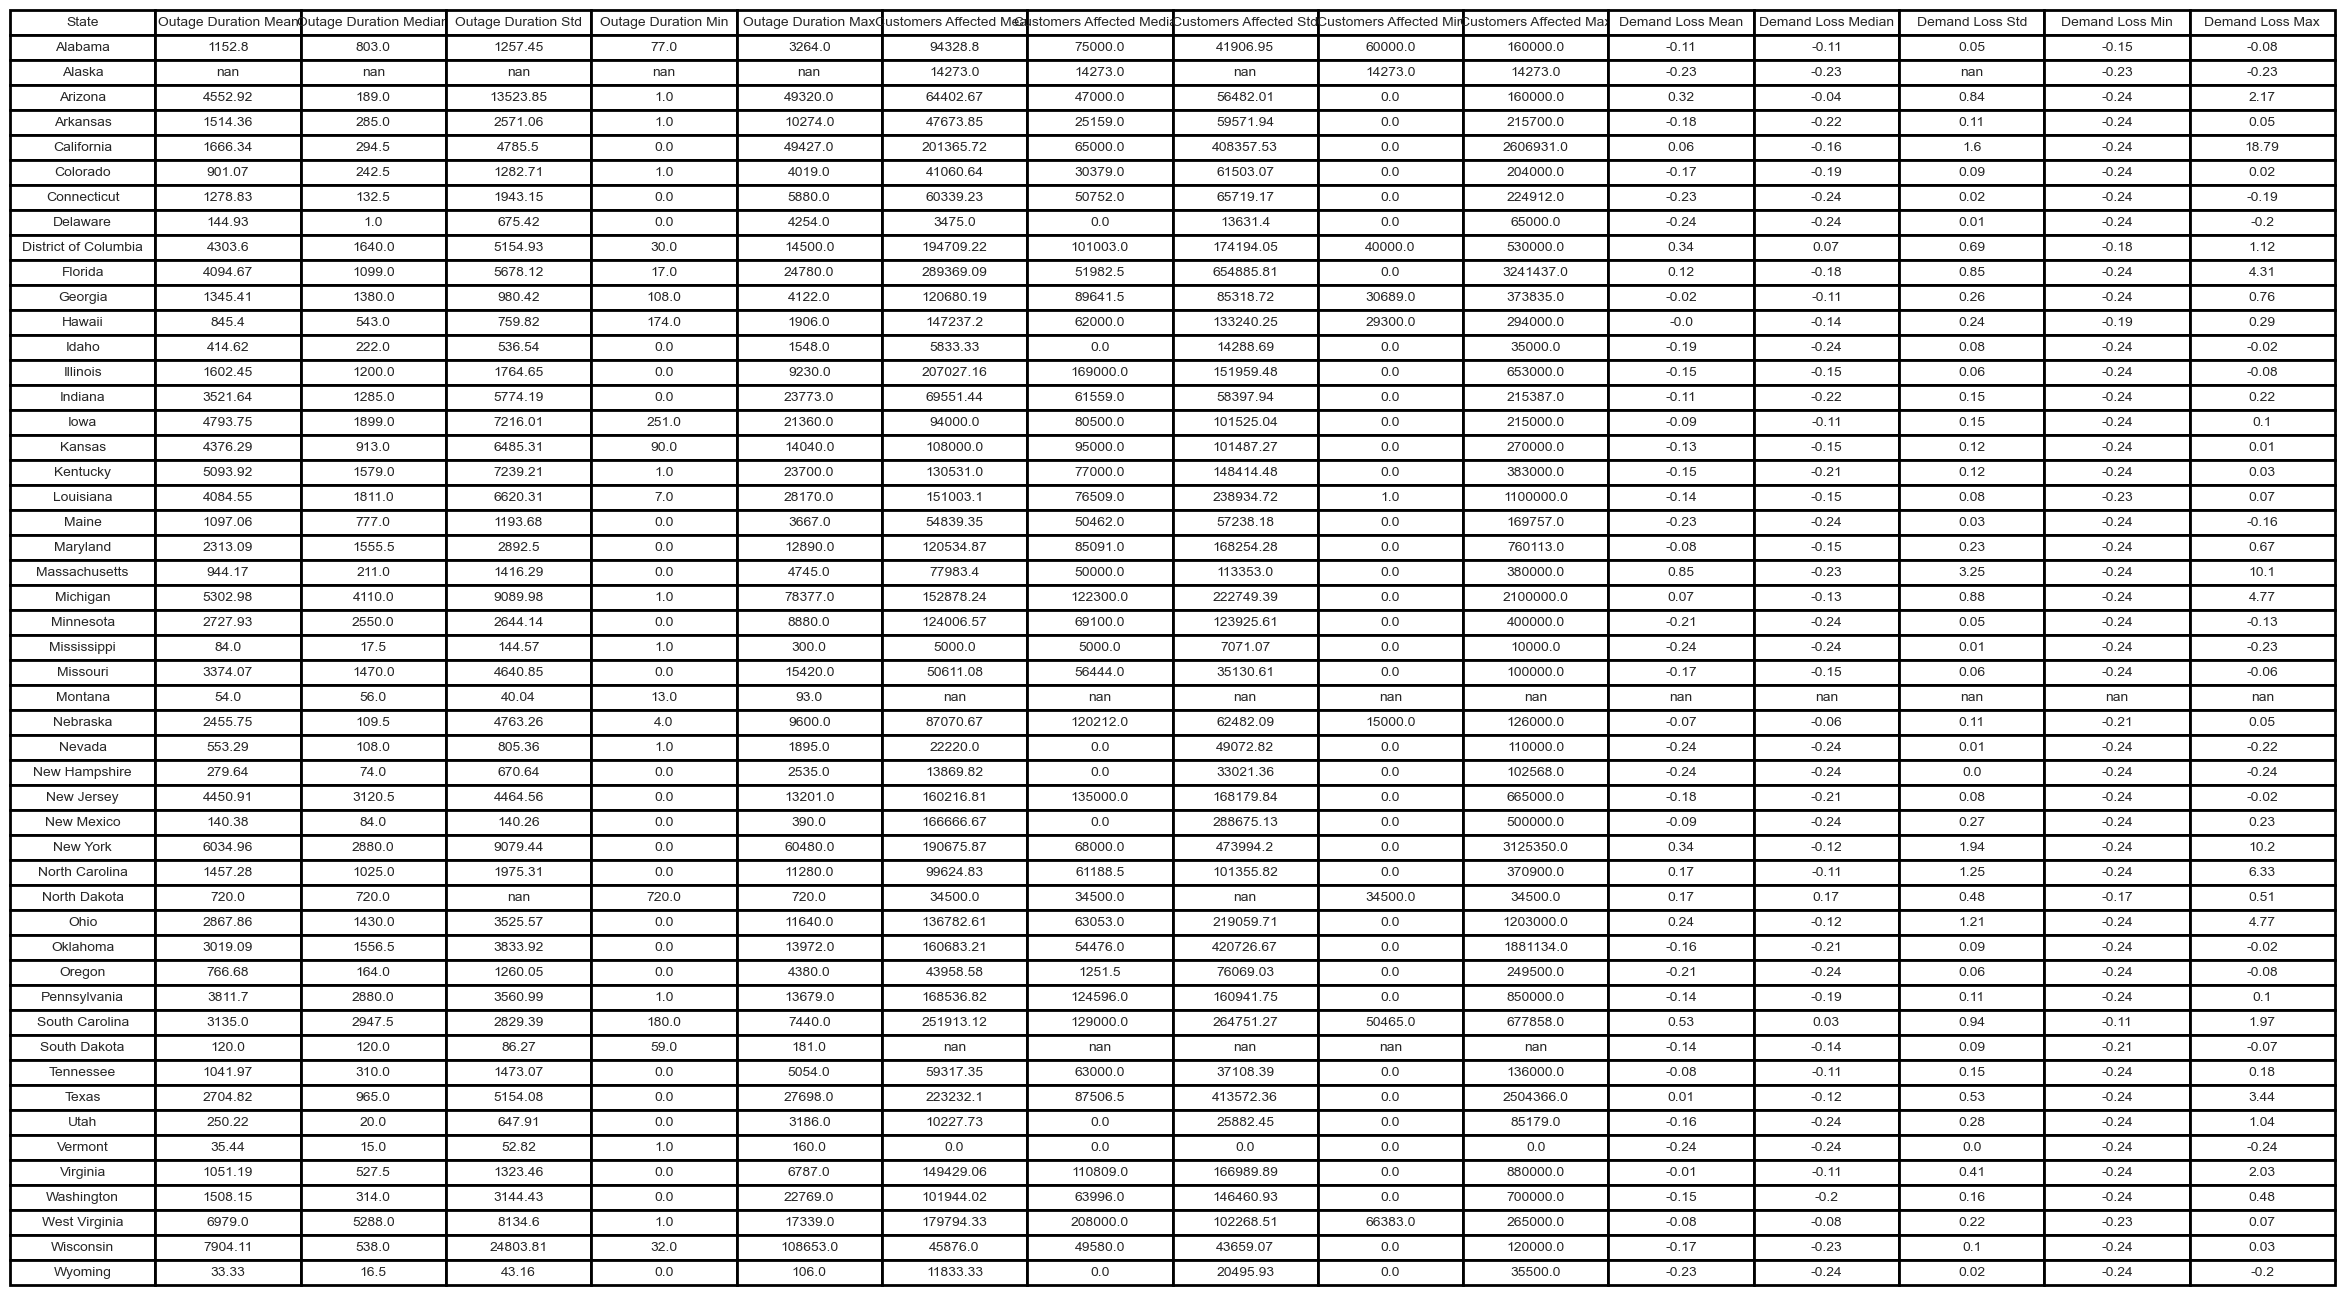 State Outage Duration Mean Outage Duration Median Outage Duration Std Outage Duration Min Outage Duration Max Customers Affected Mean Customers Affected Median Customers Affected Std Customers Affected Min Customers Affected Max Demand Loss Mean Demand Loss Median Demand Loss Std Demand Loss Min Demand Loss Max
Alabama 1152.8 803.0 1257.45 77.0 3264.0 94328.8 75000.0 41906.95 60000.0 160000.0 -0.11 -0.11 0.05 -0.15 -0.08
Alaska nan nan nan nan nan 14273.0 14273.0 nan 14273.0 14273.0 -0.23 -0.23 nan -0.23 -0.23
Arizona 4552.92 189.0 13523.85 1.0 49320.0 64402.67 47000.0 56482.01 0.0 160000.0 0.32 -0.04 0.84 -0.24 2.17
Arkansas 1514.36 285.0 2571.06 1.0 10274.0 47673.85 25159.0 59571.94 0.0 215700.0 -0.18 -0.22 0.11 -0.24 0.05
California 1666.34 294.5 4785.5 0.0 49427.0 201365.72 65000.0 408357.53 0.0 2606931.0 0.06 -0.16 1.6 -0.24 18.79
Colorado 901.07 242.5 1282.71 1.0 4019.0 41060.64 30379.0 61503.07 0.0 204000.0 -0.17 -0.19 0.09 -0.24 0.02
Connecticut 1278.83 132.5 1943.15 0.0 5880.0 60339.23 50752.0 65719.17 0.0 224912.0 -0.23 -0.24 0.02 -0.24 -0.19
Delaware 144.93 1.0 675.42 0.0 4254.0 3475.0 0.0 13631.4 0.0 65000.0 -0.24 -0.24 0.01 -0.24 -0.2
District of Columbia 4303.6 1640.0 5154.93 30.0 14500.0 194709.22 101003.0 174194.05 40000.0 530000.0 0.34 0.07 0.69 -0.18 1.12
Florida 4094.67 1099.0 5678.12 17.0 24780.0 289369.09 51982.5 654885.81 0.0 3241437.0 0.12 -0.18 0.85 -0.24 4.31
Georgia 1345.41 1380.0 980.42 108.0 4122.0 120680.19 89641.5 85318.72 30689.0 373835.0 -0.02 -0.11 0.26 -0.24 0.76
Hawaii 845.4 543.0 759.82 174.0 1906.0 147237.2 62000.0 133240.25 29300.0 294000.0 -0.0 -0.14 0.24 -0.19 0.29
Idaho 414.62 222.0 536.54 0.0 1548.0 5833.33 0.0 14288.69 0.0 35000.0 -0.19 -0.24 0.08 -0.24 -0.02
Illinois 1602.45 1200.0 1764.65 0.0 9230.0 207027.16 169000.0 151959.48 0.0 653000.0 -0.15 -0.15 0.06 -0.24 -0.08
Indiana 3521.64 1285.0 5774.19 0.0 23773.0 69551.44 61559.0 58397.94 0.0 215387.0 -0.11 -0.22 0.15 -0.24 0.22
Iowa 4793.75 1899.0 7216.01 251.0 21360.0 94000.0 80500.0 101525.04 0.0 215000.0 -0.09 -0.11 0.15 -0.24 0.1
Kansas 4376.29 913.0 6485.31 90.0 14040.0 108000.0 95000.0 101487.27 0.0 270000.0 -0.13 -0.15 0.12 -0.24 0.01
Kentucky 5093.92 1579.0 7239.21 1.0 23700.0 130531.0 77000.0 148414.48 0.0 383000.0 -0.15 -0.21 0.12 -0.24 0.03
Louisiana 4084.55 1811.0 6620.31 7.0 28170.0 151003.1 76509.0 238934.72 1.0 1100000.0 -0.14 -0.15 0.08 -0.23 0.07
Maine 1097.06 777.0 1193.68 0.0 3667.0 54839.35 50462.0 57238.18 0.0 169757.0 -0.23 -0.24 0.03 -0.24 -0.16
Maryland 2313.09 1555.5 2892.5 0.0 12890.0 120534.87 85091.0 168254.28 0.0 760113.0 -0.08 -0.15 0.23 -0.24 0.67
Massachusetts 944.17 211.0 1416.29 0.0 4745.0 77983.4 50000.0 113353.0 0.0 380000.0 0.85 -0.23 3.25 -0.24 10.1
Michigan 5302.98 4110.0 9089.98 1.0 78377.0 152878.24 122300.0 222749.39 0.0 2100000.0 0.07 -0.13 0.88 -0.24 4.77
Minnesota 2727.93 2550.0 2644.14 0.0 8880.0 124006.57 69100.0 123925.61 0.0 400000.0 -0.21 -0.24 0.05 -0.24 -0.13
Mississippi 84.0 17.5 144.57 1.0 300.0 5000.0 5000.0 7071.07 0.0 10000.0 -0.24 -0.24 0.01 -0.24 -0.23
Missouri 3374.07 1470.0 4640.85 0.0 15420.0 50611.08 56444.0 35130.61 0.0 100000.0 -0.17 -0.15 0.06 -0.24 -0.06
Montana 54.0 56.0 40.04 13.0 93.0 nan nan nan nan nan nan nan nan nan nan
Nebraska 2455.75 109.5 4763.26 4.0 9600.0 87070.67 120212.0 62482.09 15000.0 126000.0 -0.07 -0.06 0.11 -0.21 0.05
Nevada 553.29 108.0 805.36 1.0 1895.0 22220.0 0.0 49072.82 0.0 110000.0 -0.24 -0.24 0.01 -0.24 -0.22
New Hampshire 279.64 74.0 670.64 0.0 2535.0 13869.82 0.0 33021.36 0.0 102568.0 -0.24 -0.24 0.0 -0.24 -0.24
New Jersey 4450.91 3120.5 4464.56 0.0 13201.0 160216.81 135000.0 168179.84 0.0 665000.0 -0.18 -0.21 0.08 -0.24 -0.02
New Mexico 140.38 84.0 140.26 0.0 390.0 166666.67 0.0 288675.13 0.0 500000.0 -0.09 -0.24 0.27 -0.24 0.23
New York 6034.96 2880.0 9079.44 0.0 60480.0 190675.87 68000.0 473994.2 0.0 3125350.0 0.34 -0.12 1.94 -0.24 10.2
North Carolina 1457.28 1025.0 1975.31 0.0 11280.0 99624.83 61188.5 101355.82 0.0 370900.0 0.17 -0.11 1.25 -0.24 6.33
North Dakota 720.0 720.0 nan 720.0 720.0 34500.0 34500.0 nan 34500.0 34500.0 0.17 0.17 0.48 -0.17 0.51
Ohio 2867.86 1430.0 3525.57 0.0 11640.0 136782.61 63053.0 219059.71 0.0 1203000.0 0.24 -0.12 1.21 -0.24 4.77
Oklahoma 3019.09 1556.5 3833.92 0.0 13972.0 160683.21 54476.0 420726.67 0.0 1881134.0 -0.16 -0.21 0.09 -0.24 -0.02
Oregon 766.68 164.0 1260.05 0.0 4380.0 43958.58 1251.5 76069.03 0.0 249500.0 -0.21 -0.24 0.06 -0.24 -0.08
Pennsylvania 3811.7 2880.0 3560.99 1.0 13679.0 168536.82 124596.0 160941.75 0.0 850000.0 -0.14 -0.19 0.11 -0.24 0.1
South Carolina 3135.0 2947.5 2829.39 180.0 7440.0 251913.12 129000.0 264751.27 50465.0 677858.0 0.53 0.03 0.94 -0.11 1.97
South Dakota 120.0 120.0 86.27 59.0 181.0 nan nan nan nan nan -0.14 -0.14 0.09 -0.21 -0.07
Tennessee 1041.97 310.0 1473.07 0.0 5054.0 59317.35 63000.0 37108.39 0.0 136000.0 -0.08 -0.11 0.15 -0.24 0.18
Texas 2704.82 965.0 5154.08 0.0 27698.0 223232.1 87506.5 413572.36 0.0 2504366.0 0.01 -0.12 0.53 -0.24 3.44
Utah 250.22 20.0 647.91 0.0 3186.0 10227.73 0.0 25882.45 0.0 85179.0 -0.16 -0.24 0.28 -0.24 1.04
Vermont 35.44 15.0 52.82 1.0 160.0 0.0 0.0 0.0 0.0 0.0 -0.24 -0.24 0.0 -0.24 -0.24
Virginia 1051.19 527.5 1323.46 0.0 6787.0 149429.06 110809.0 166989.89 0.0 880000.0 -0.01 -0.11 0.41 -0.24 2.03
Washington 1508.15 314.0 3144.43 0.0 22769.0 101944.02 63996.0 146460.93 0.0 700000.0 -0.15 -0.2 0.16 -0.24 0.48
West Virginia 6979.0 5288.0 8134.6 1.0 17339.0 179794.33 208000.0 102268.51 66383.0 265000.0 -0.08 -0.08 0.22 -0.23 0.07
Wisconsin 7904.11 538.0 24803.81 32.0 108653.0 45876.0 49580.0 43659.07 0.0 120000.0 -0.17 -0.23 0.1 -0.24 0.03
Wyoming 33.33 16.5 43.16 0.0 106.0 11833.33 0.0 20495.93 0.0 35500.0 -0.23 -0.24 0.02 -0.24 -0.2